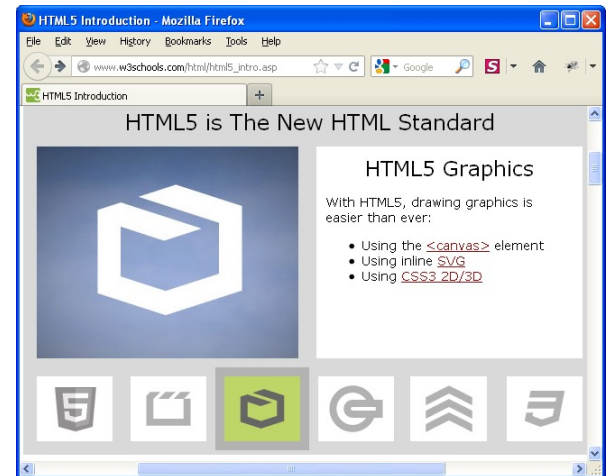 HTML5 Introduction - Mozilla Firefox
File Edit View History Bookmarks Tools Help
www.w3schools.com/html/html5_intro.asp Google S
HTML5 Introduction
HTML5 is The New HTML Standard
HTML5 Graphics
With HTML5, drawing graphics is
easier than ever:
• Using the <canvas> element
• Using inline SVG
• Using CSS3 2D/3D
5